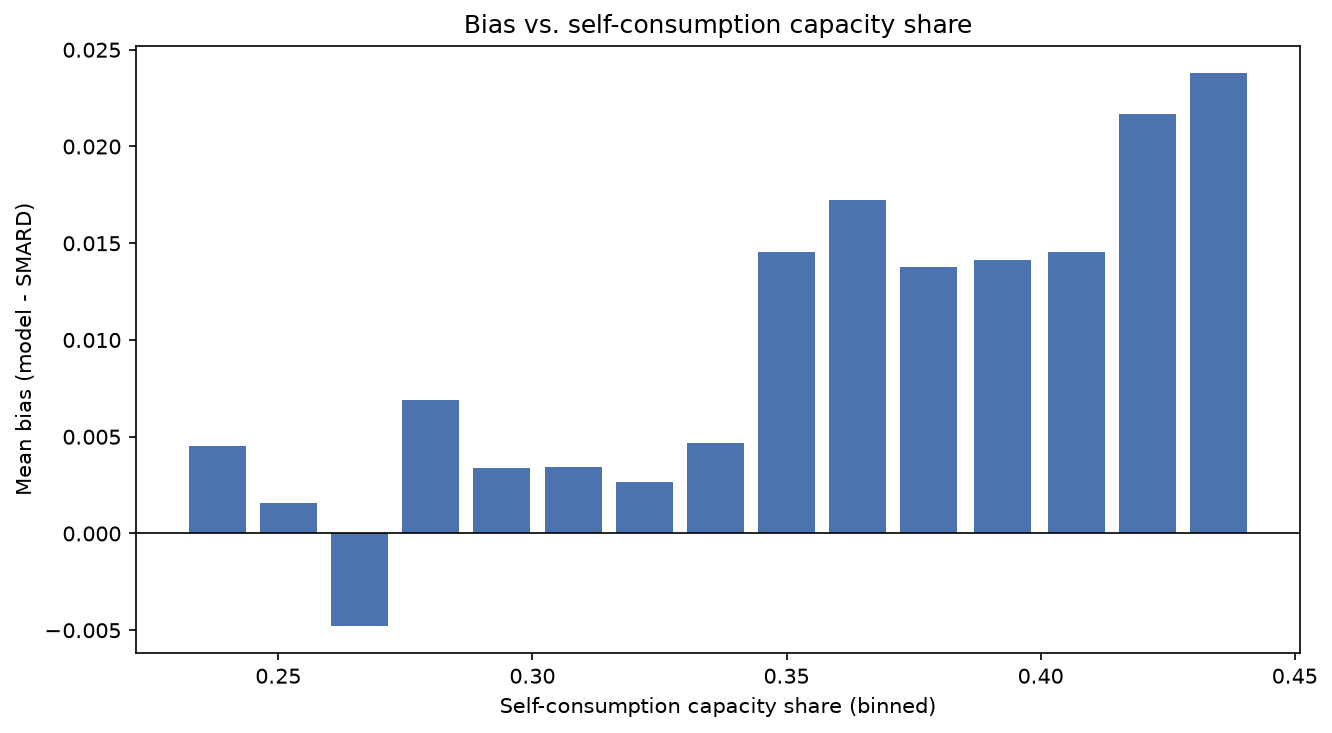 Bias vs. self-consumption capacity share
Mean bias (model - SMARD)
0.025
0.020
0.015
0.010
0.005
0.000
−0.005
0.25 0.30 0.35 0.40 0.45
Self-consumption capacity share (binned)